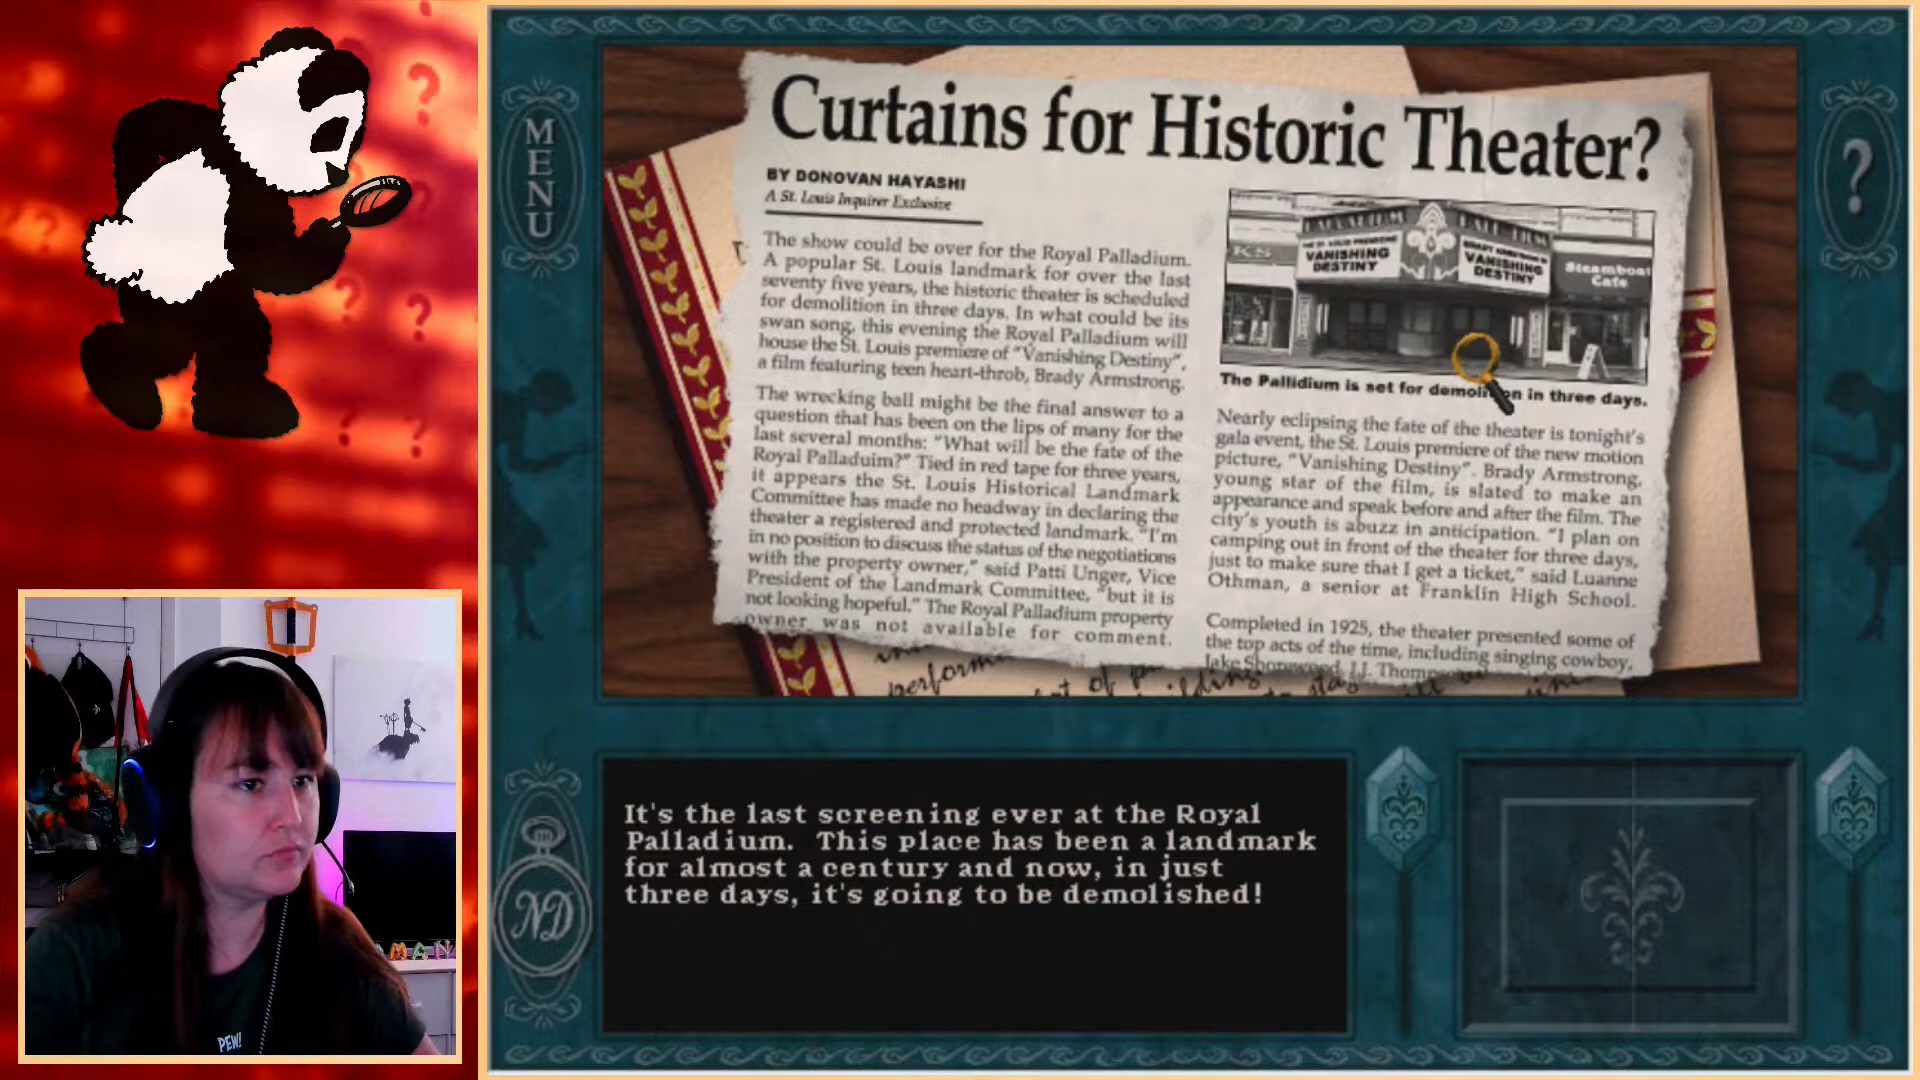 MENU
Curtains for Historic Theater?
BY DONOVAN HAYASHI
A St. Louis Inquirer Exclusive
The show could be over for the Royal Palladium.
A popular St. Louis landmark for over the last
seventy five years, the historic theater is scheduled
for demolition in three days. In what could be its
swan song, this evening the Royal Palladium will
house the St. Louis premiere of "Vanishing Destiny",
a film featuring teen heart-throb, Brady Armstrong.
The wrecking ball might be the final answer to a
question that has been on the lips of many for the
last several months: "What will be the fate of the
Royal Palladuim?" Tied in red tape for three years,
it appears the St. Louis Historical Landmark
Committee has made no headway in declaring the
theater a registered and protected landmark. "I'm
in no position to discuss the status of the negotiations
with the property owner," said Patti Unger, Vice
President of the Landmark Committee, "but it is
not looking hopeful." The Royal Palladium property
owner was not available for comment.
PALLADIUM PALLADIUM
VANISHING
DESTINY
VANISHING
DESTINY
KS
Steamboat
Cafe
The Pallidium is set for demolition in three days.
Nearly eclipsing the fate of the theater is tonight's
gala event, the St. Louis premiere of the new motion
picture, "Vanishing Destiny". Brady Armstrong,
young star of the film, is slated to make an
appearance and speak before and after the film. The
city's youth is abuzz in anticipation. "I plan on
camping out in front of the theater for three days,
just to make sure that I get a ticket," said Luanne
Othman, a senior at Franklin High School.
Completed in 1925, the theater presented some of
the top acts of the time, including singing cowboy,
Jake Shorswood, J.J. Thomp
perform of
?
It's the last screening ever at the Royal
Palladium. This place has been a landmark
for almost a century and now, in just
three days, it's going to be demolished!
ND
PEW!